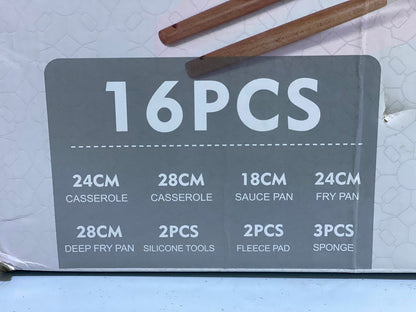 16PCS
24CM 28CM 18CM 24CM
CASSEROLE CASSEROLE SAUCE PAN FRY PAN
28CM 2PCS 2PCS 3PCS
DEEP FRY PAN SILICONE TOOLS FLEECE PAD SPONGE